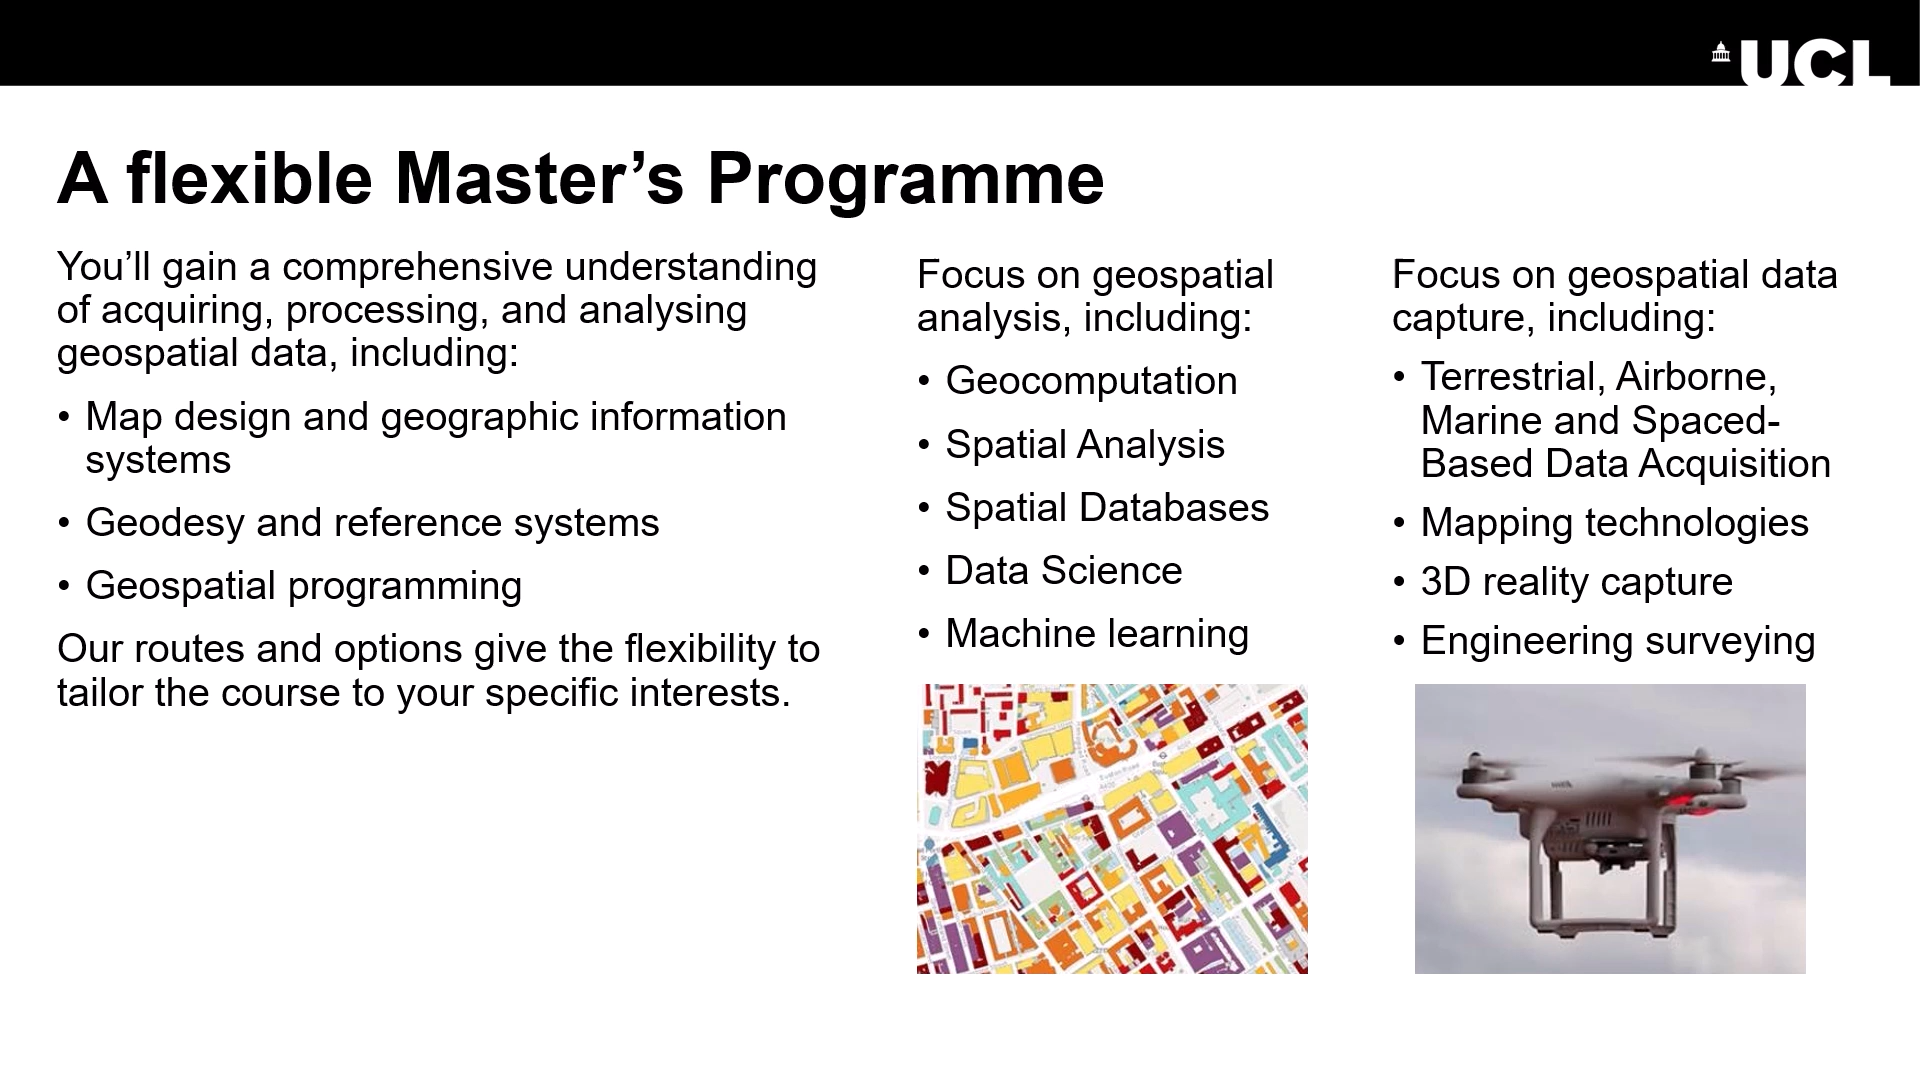 UCL
A flexible Master’s Programme
You’ll gain a comprehensive understanding
of acquiring, processing, and analysing
geospatial data, including:
• Map design and geographic information
systems
• Geodesy and reference systems
• Geospatial programming
Our routes and options give the flexibility to
tailor the course to your specific interests.
Focus on geospatial
analysis, including:
• Geocomputation
• Spatial Analysis
• Spatial Databases
• Data Science
• Machine learning
Focus on geospatial data
capture, including:
• Terrestrial, Airborne,
Marine and Spaced-
Based Data Acquisition
• Mapping technologies
• 3D reality capture
• Engineering surveying